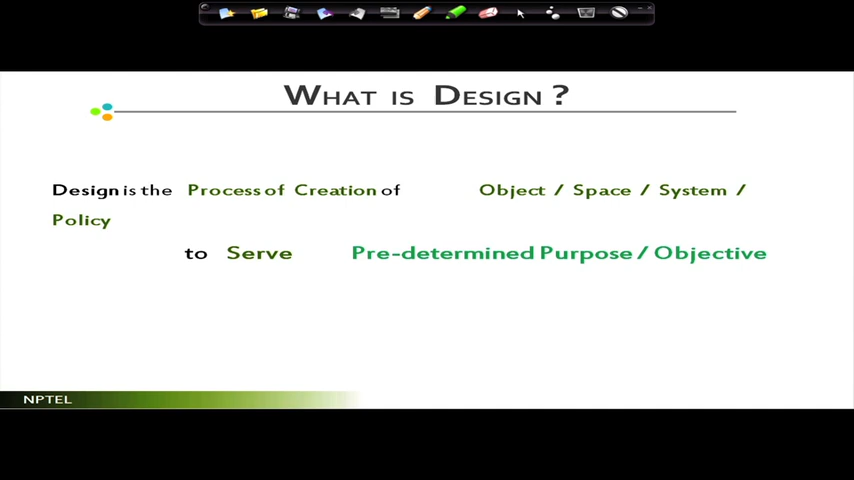 What is Design ?
Design is the Process of Creation of Object / Space / System /
Policy
to Serve Pre-determined Purpose / Objective
NPTEL